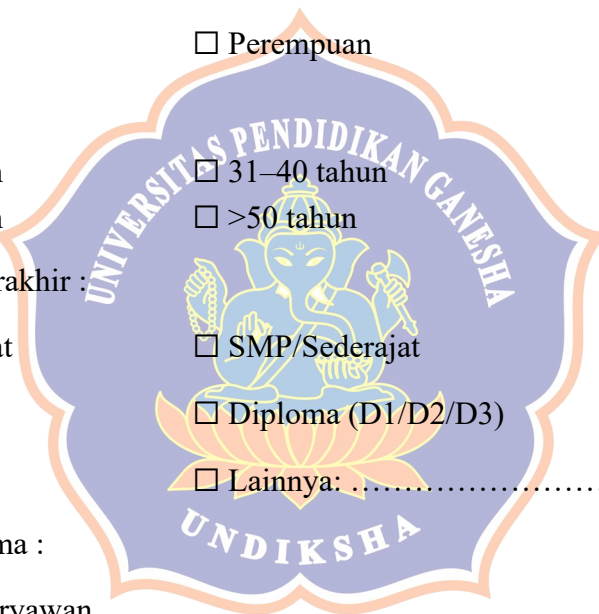 ☐ Perempuan
UNIVERSITAS PENDIDIKAN GANESHA
n ☐ 31–40 tahun
n ☐ >50 tahun
rakhir :
at ☐ SMP/Sederajat
☐ Diploma (D1/D2/D3)
☐ Lainnya: ……………………
UNDIKSHA
ma :
ryawan